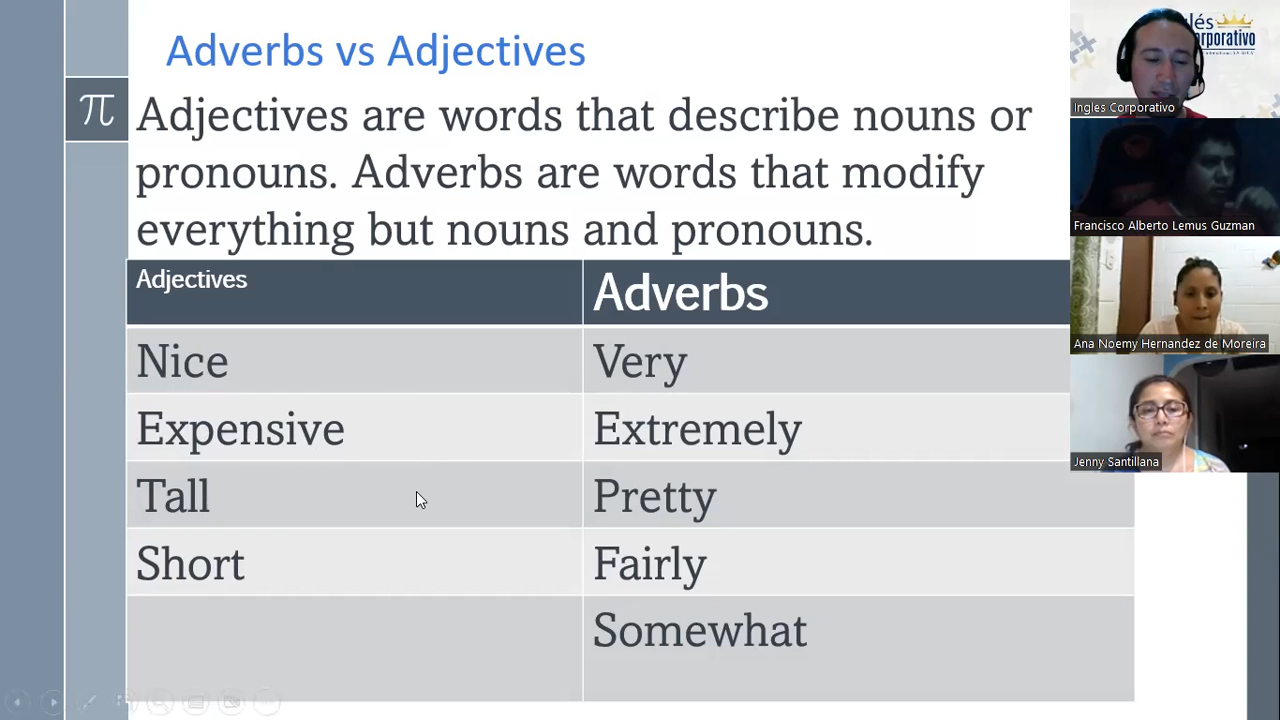 Adverbs vs Adjectives
π
Adjectives are words that describe nouns or
pronouns. Adverbs are words that modify
everything but nouns and pronouns.
Adjectives
Adverbs
Nice
Very
Expensive
Extremely
Tall
Pretty
Short
Fairly
Somewhat
Ingles Corporativo
Francisco Alberto Lemus Guzman
Ana Noemy Hernandez de Moreira
Jenny Santillana